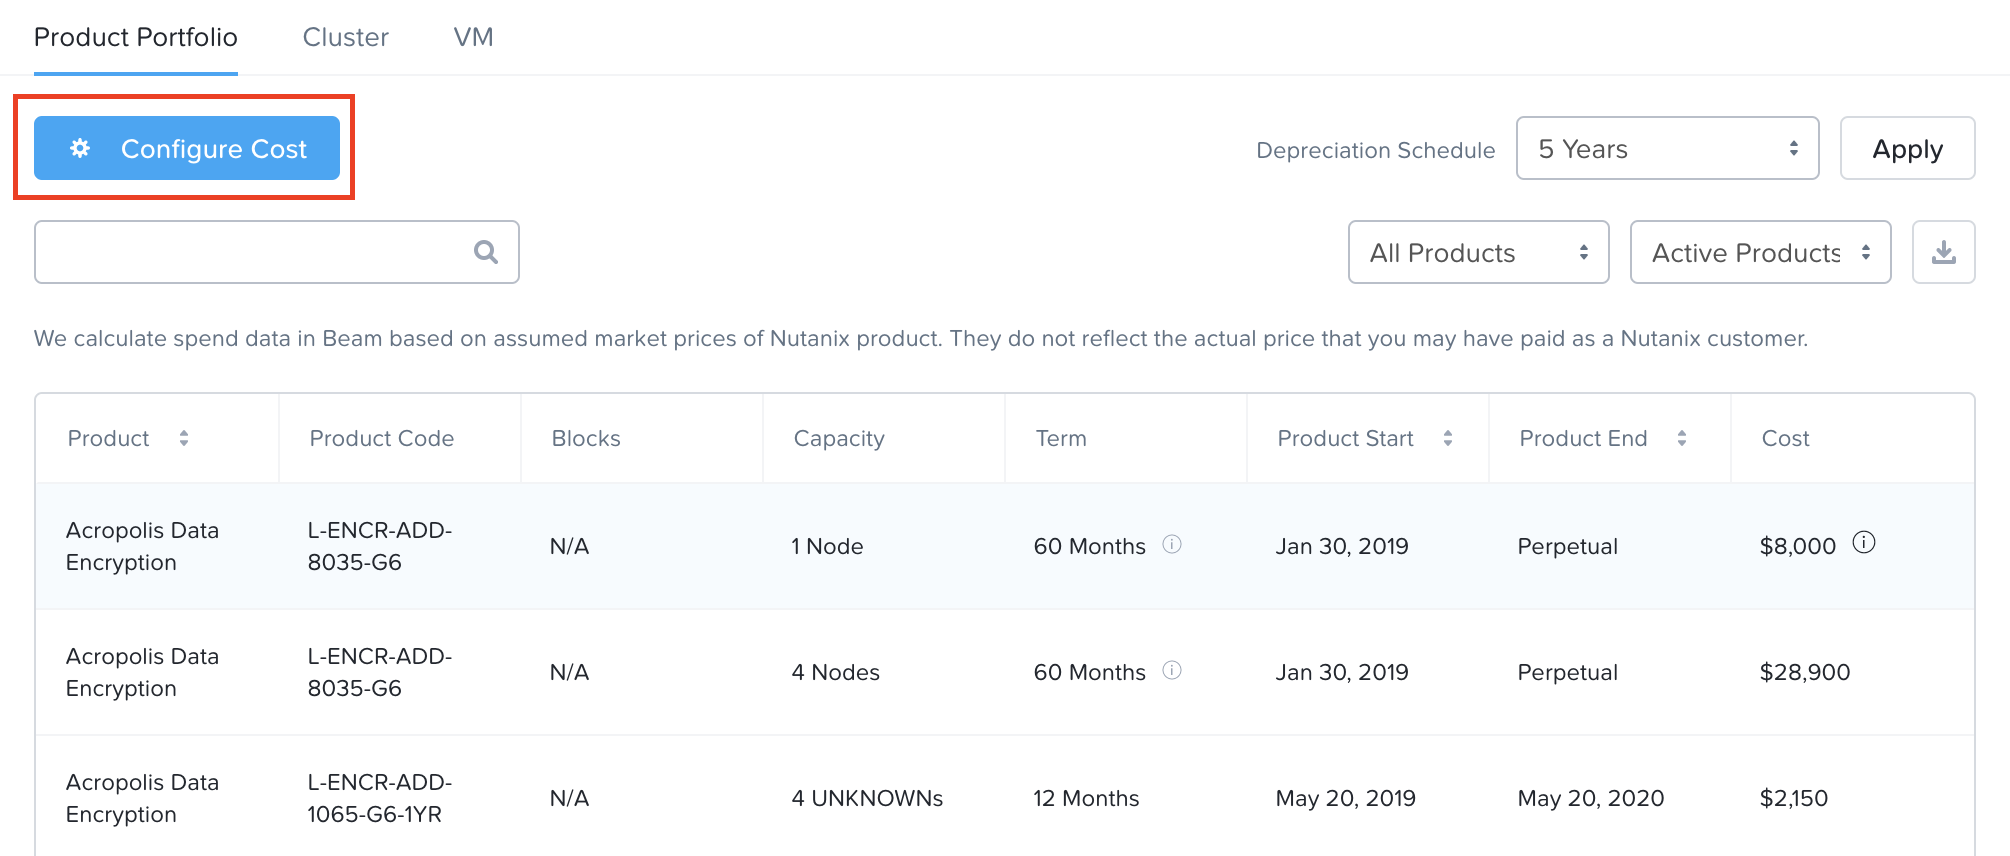 Product Portfolio
Cluster
VM
Configure Cost
Depreciation Schedule
5 Years
Apply
All Products
Active Products
We calculate spend data in Beam based on assumed market prices of Nutanix product. They do not reflect the actual price that you may have paid as a Nutanix customer.
Product
Product Code
Blocks
Capacity
Term
Product Start
Product End
Cost
Acropolis Data
Encryption
L-ENCR-ADD-
8035-G6
N/A
1 Node
60 Months
Jan 30, 2019
Perpetual
$8,000
Acropolis Data
Encryption
L-ENCR-ADD-
8035-G6
N/A
4 Nodes
60 Months
Jan 30, 2019
Perpetual
$28,900
Acropolis Data
Encryption
L-ENCR-ADD-
1065-G6-1YR
N/A
4 UNKNOWNs
12 Months
May 20, 2019
May 20, 2020
$2,150